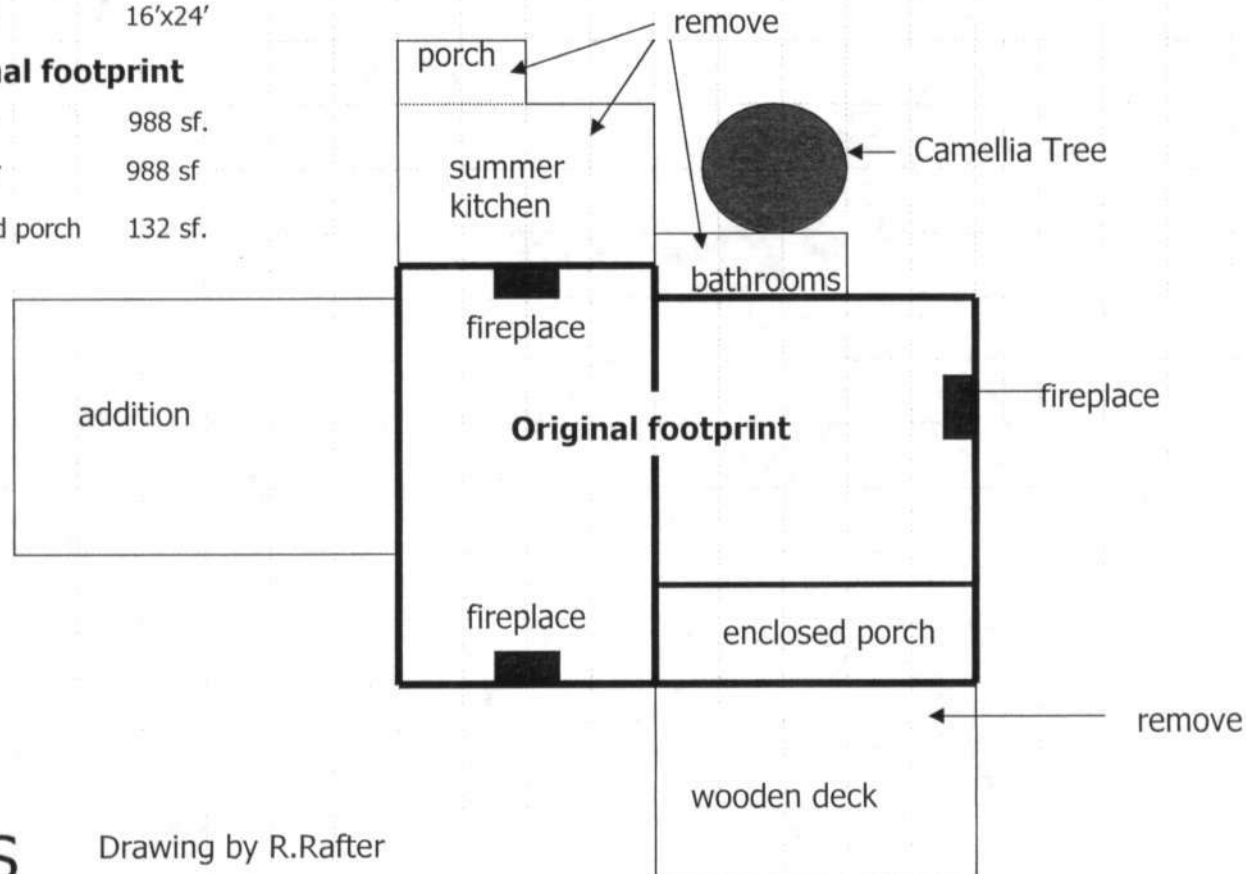 16'x24'
remove
porch
footprint
988 sf.
988 sf
porch 132 sf.
summer
kitchen
Camellia Tree
bathrooms
fireplace
fireplace
addition
Original footprint
fireplace
enclosed porch
remove
wooden deck
S Drawing by R.Rafter